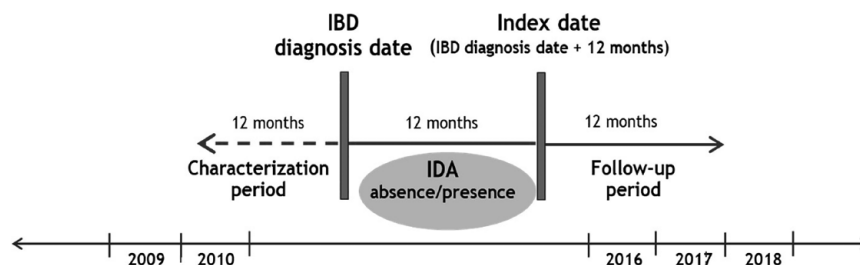 IBD
diagnosis date
Index date
(IBD diagnosis date + 12 months)
12 months
12 months
12 months
Characterization
period
IDA
absence/presence
Follow-up
period
2009
2010
2016
2017
2018